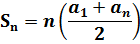 Sₙ = n(a₁ + aₙ / 2)